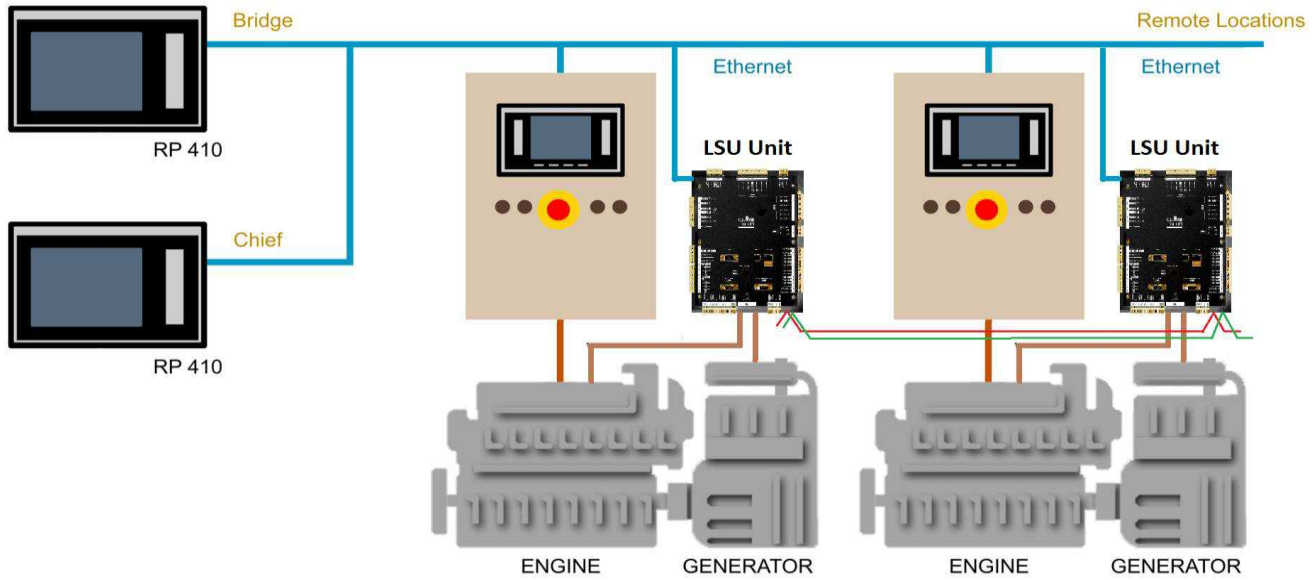 Bridge
Remote Locations
Ethernet
Ethernet
LSU Unit
LSU Unit
RP 410
Chief
RP 410
ENGINE
GENERATOR
ENGINE
GENERATOR